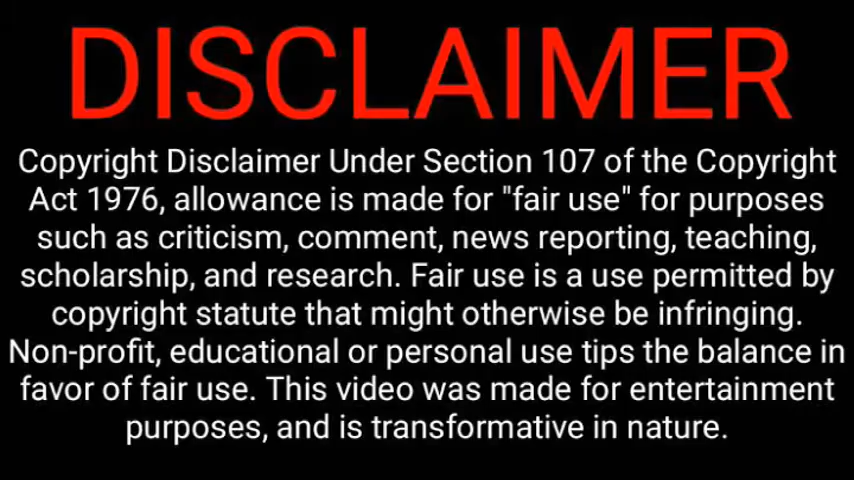 DISCLAIMER
Copyright Disclaimer Under Section 107 of the Copyright
Act 1976, allowance is made for "fair use" for purposes
such as criticism, comment, news reporting, teaching,
scholarship, and research. Fair use is a use permitted by
copyright statute that might otherwise be infringing.
Non-profit, educational or personal use tips the balance in
favor of fair use. This video was made for entertainment
purposes, and is transformative in nature.